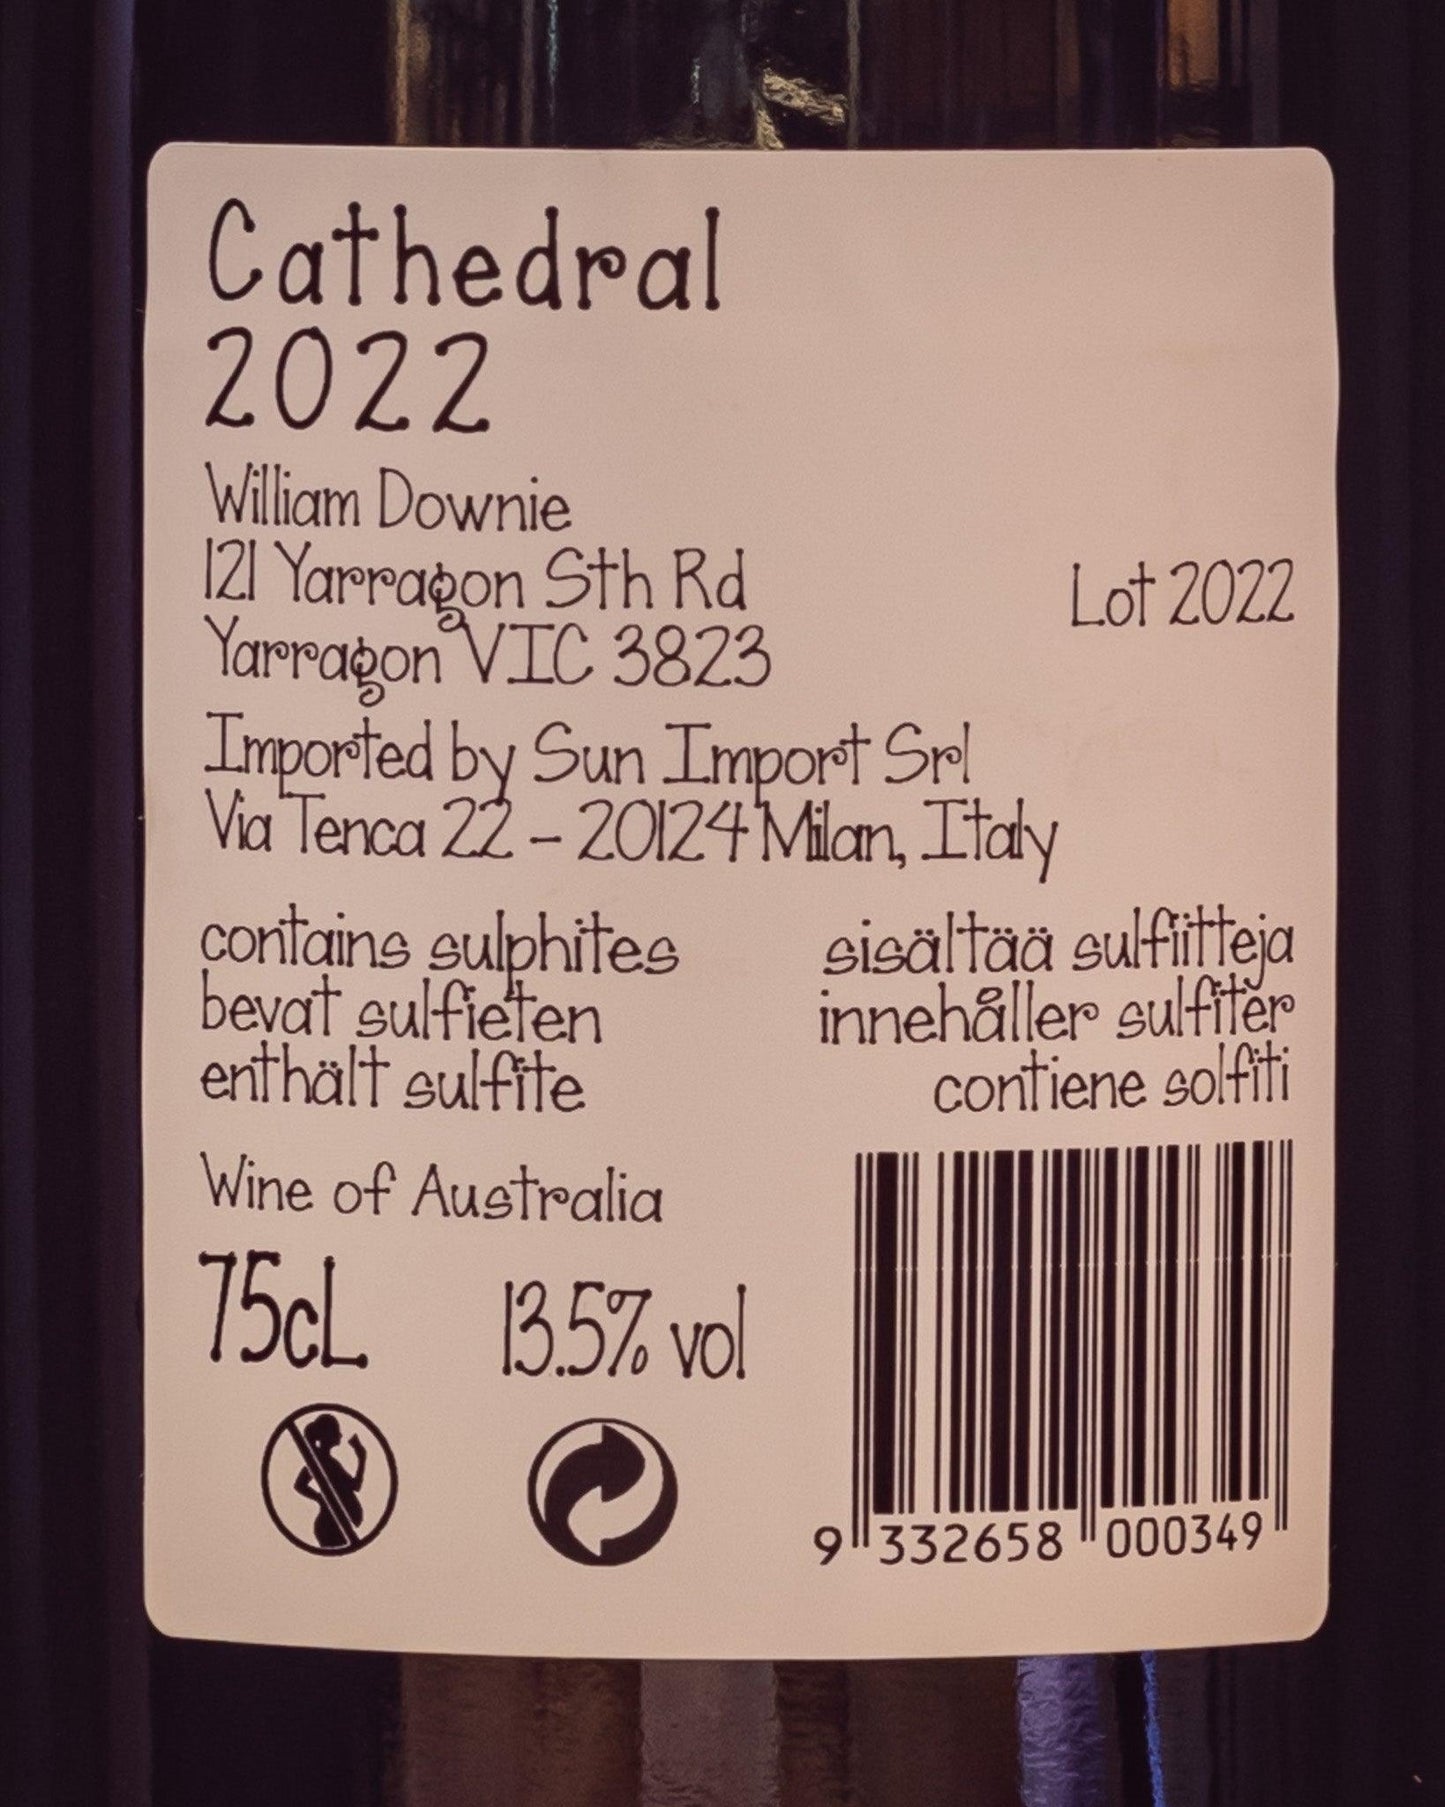 Cathedral
2022
William Downie
121 Yarragon Sth Rd
Yarragon VIC 3823
Lot 2022
Imported by Sun Import Srl
Via Tenca 22 – 20124 Milan, Italy
contains sulphites
bevat sulfieten
enthält sulfite
sisältää sulfiitteja
innehåller sulfiter
contiene solfiti
Wine of Australia
75cL
13.5% vol
9 332658 000349